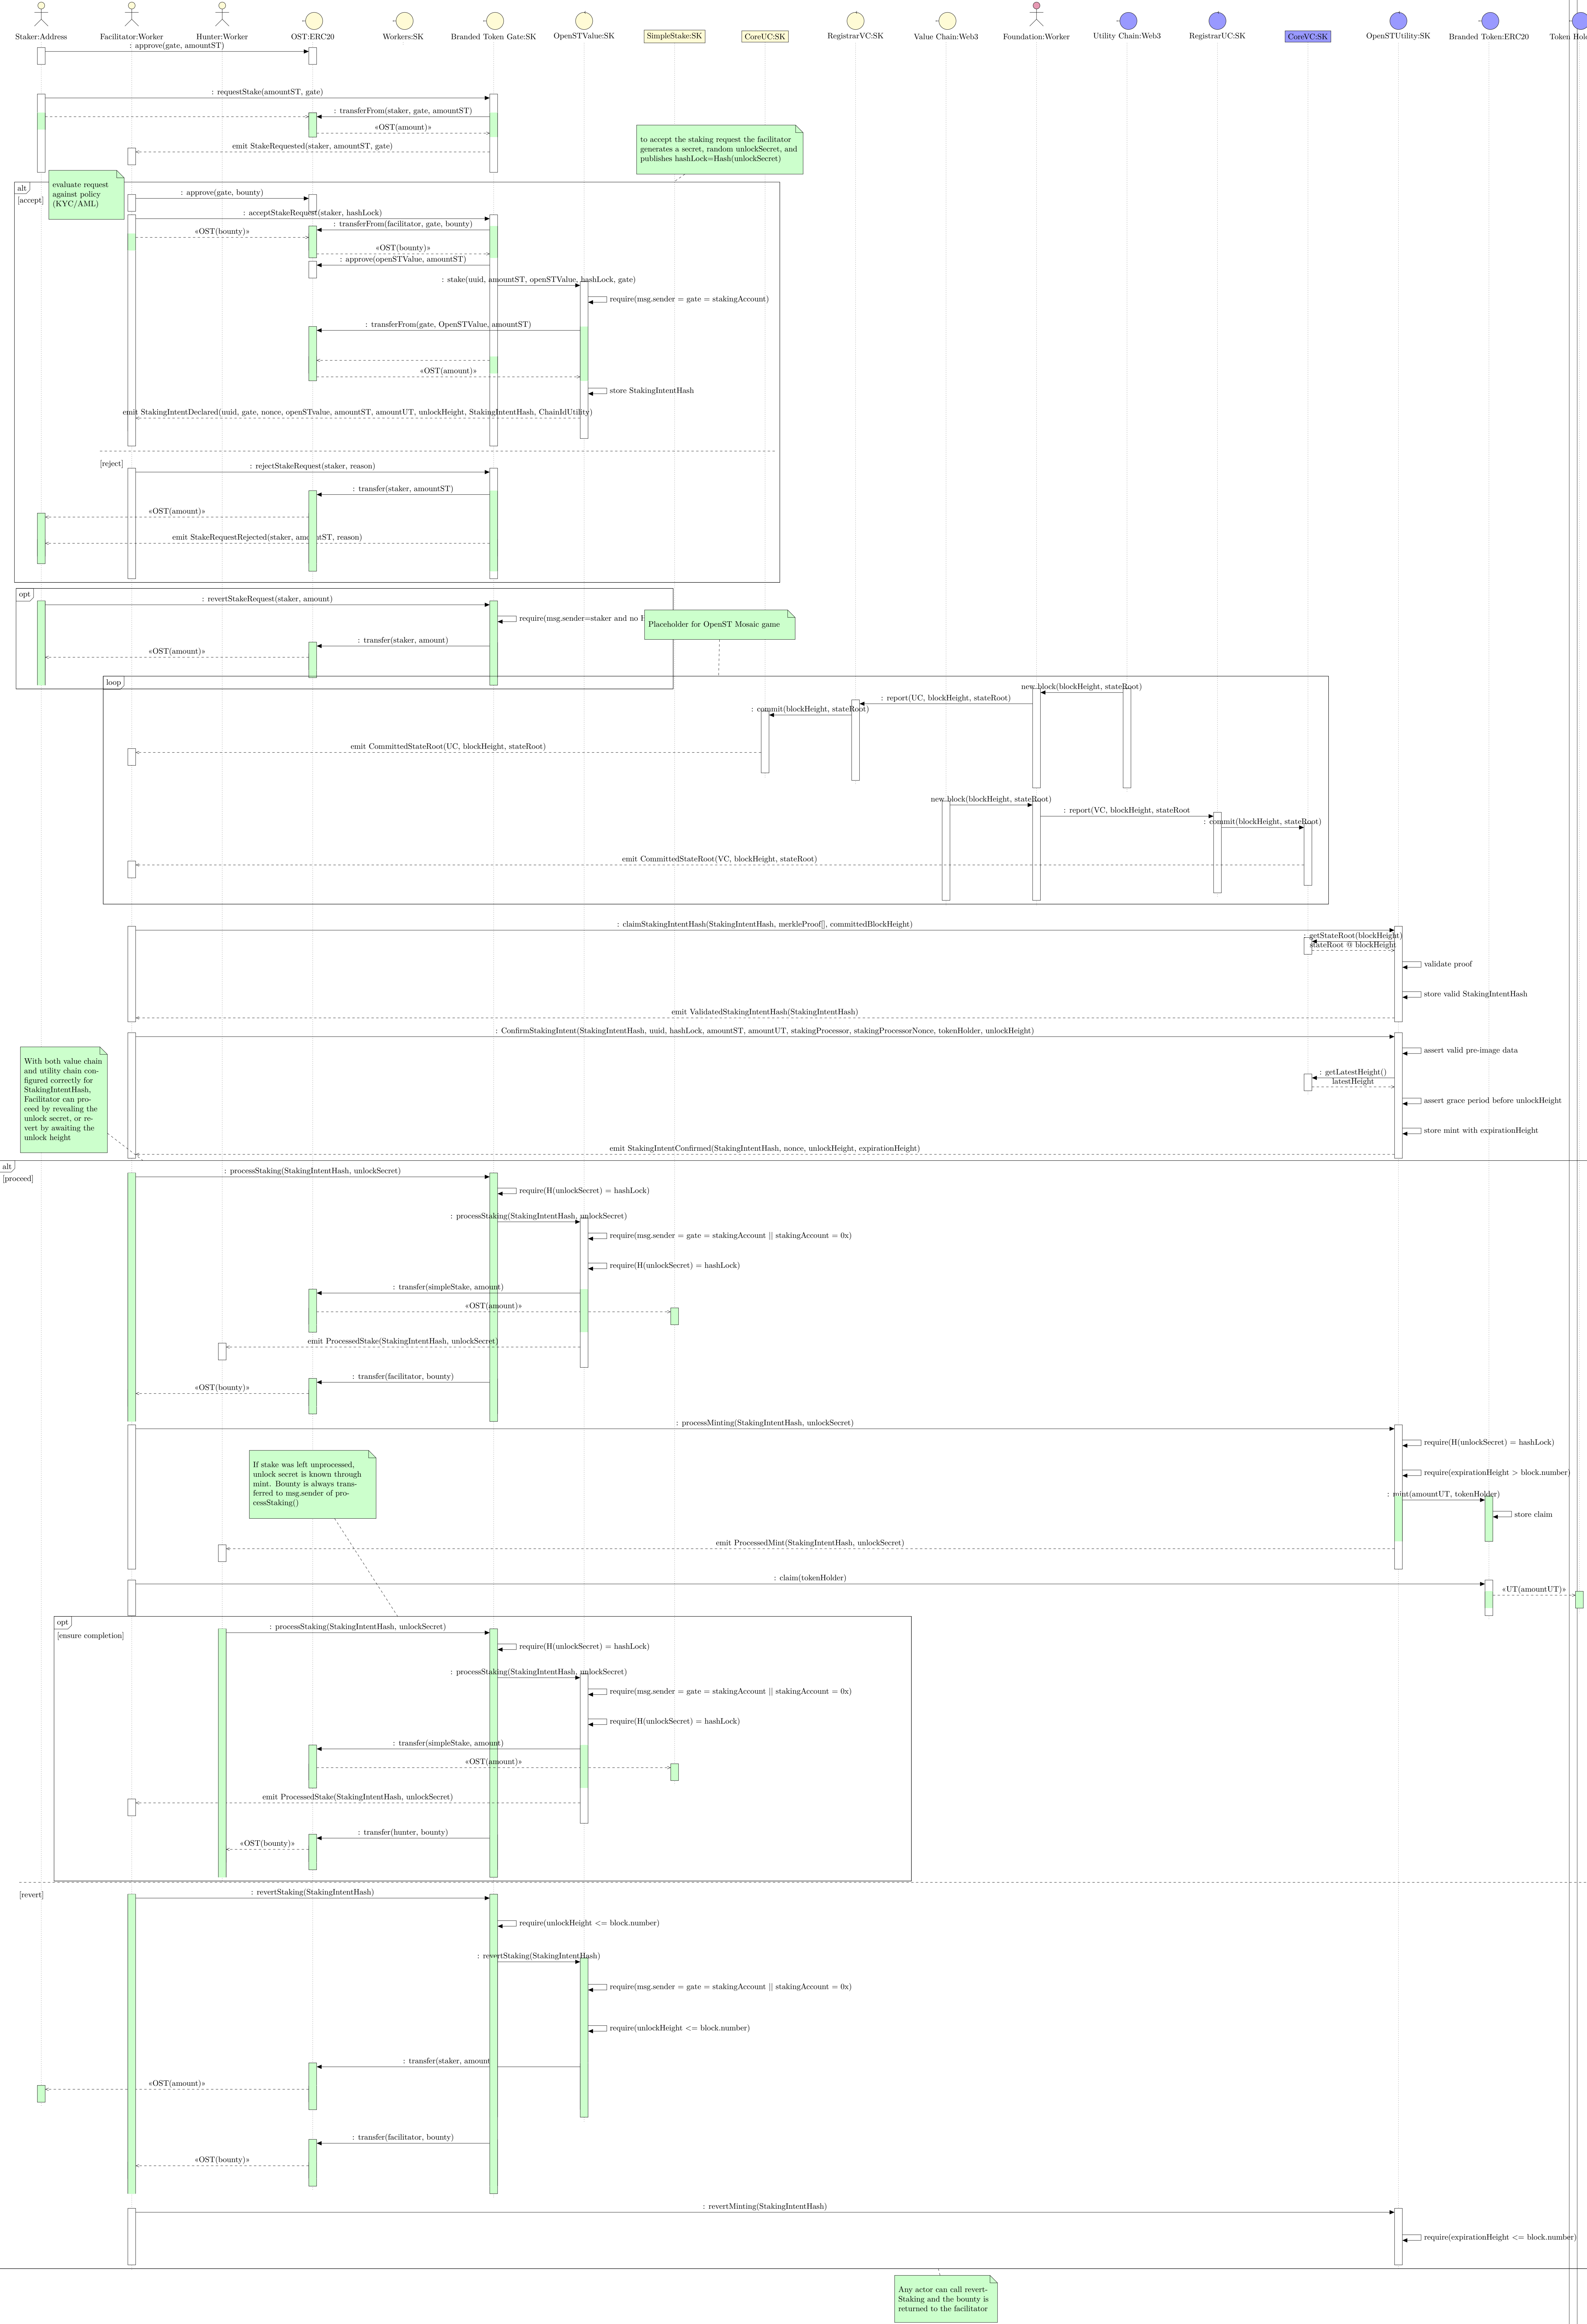 Staker:Address
Facilitator:Worker
Hunter:Worker
OST:ERC20
Workers:SK
Branded Token Gate:SK
OpenSTValue:SK
SimpleStake:SK
CoreUC:SK
RegistrarVC:SK
Value Chain:Web3
Foundation:Worker
Utility Chain:Web3
RegistrarUC:SK
CoreVC:SK
OpenSTUtility:SK
Branded Token:ERC20
: approve(gate, amountST)
: requestStake(amountST, gate)
: transferFrom(staker, gate, amountST)
«OST(amount)»
emit StakeRequested(staker, amountST, gate)
to accept the staking request the facilitator
generates a secret, random unlockSecret, and
publishes hashLock=Hash(unlockSecret)
alt
[accept]
evaluate request
against policy
(KYC/AML)
: approve(gate, bounty)
: acceptStakeRequest(staker, hashLock)
: transferFrom(facilitator, gate, bounty)
«OST(bounty)»
«OST(bounty)»
: approve(openSTValue, amountST)
: stake(uuid, amountST, openSTValue, hashLock, gate)
require(msg.sender = gate = stakingAccount)
: transferFrom(gate, OpenSTValue, amountST)
«OST(amount)»
store StakingIntentHash
emit StakingIntentDeclared(uuid, gate, nonce, openSTvalue, amountST, amountUT, unlockHeight, StakingIntentHash, ChainIdUtility)
[reject]
: rejectStakeRequest(staker, reason)
: transfer(staker, amountST)
«OST(amount)»
emit StakeRequestRejected(staker, amountST, reason)
opt
: revertStakeRequest(staker, amount)
require(msg.sender=staker and no
Placeholder for OpenST Mosaic game
: transfer(staker, amount)
«OST(amount)»
loop
new block(blockHeight, stateRoot)
: report(UC, blockHeight, stateRoot)
: commit(blockHeight, stateRoot)
emit CommittedStateRoot(UC, blockHeight, stateRoot)
new block(blockHeight, stateRoot)
: report(VC, blockHeight, stateRoot
: commit(blockHeight, stateRoot)
emit CommittedStateRoot(VC, blockHeight, stateRoot)
: claimStakingIntentHash(StakingIntentHash, merkleProof[], committedBlockHeight)
: getStateRoot(blockHeight)
stateRoot @ blockHeight
validate proof
store valid StakingIntentHash
emit ValidatedStakingIntentHash(StakingIntentHash)
: ConfirmStakingIntent(StakingIntentHash, uuid, hashLock, amountST, amountUT, stakingProcessor, stakingProcessorNonce, tokenHolder, unlockHeight)
assert valid pre-image data
With both value chain
and utility chain con-
figured correctly for
StakingIntentHash,
Facilitator can pro-
ceed by revealing the
unlock secret, or re-
vert by awaiting the
unlock height
: getLatestHeight()
latestHeight
assert grace period before unlockHeight
store mint with expirationHeight
emit StakingIntentConfirmed(StakingIntentHash, nonce, unlockHeight, expirationHeight)
alt
[proceed]
: processStaking(StakingIntentHash, unlockSecret)
require(H(unlockSecret) = hashLock)
: processStaking(StakingIntentHash, unlockSecret)
require(msg.sender = gate = stakingAccount || stakingAccount = 0x)
require(H(unlockSecret) = hashLock)
: transfer(simpleStake, amount)
«OST(amount)»
emit ProcessedStake(StakingIntentHash, unlockSecret)
: transfer(facilitator, bounty)
«OST(bounty)»
: processMinting(StakingIntentHash, unlockSecret)
require(H(unlockSecret) = hashLock)
If stake was left unprocessed,
unlock secret is known through
mint. Bounty is always trans-
ferred to msg.sender of pro-
cessStaking()
require(expirationHeight > block.number)
: mint(amountUT, tokenHolder)
store claim
emit ProcessedMint(StakingIntentHash, unlockSecret)
: claim(tokenHolder)
«UT(amountUT)»
opt
[ensure completion]
: processStaking(StakingIntentHash, unlockSecret)
require(H(unlockSecret) = hashLock)
: processStaking(StakingIntentHash, unlockSecret)
require(msg.sender = gate = stakingAccount || stakingAccount = 0x)
require(H(unlockSecret) = hashLock)
: transfer(simpleStake, amount)
«OST(amount)»
emit ProcessedStake(StakingIntentHash, unlockSecret)
: transfer(hunter, bounty)
«OST(bounty)»
[revert]
: revertStaking(StakingIntentHash)
require(unlockHeight <= block.number)
: revertStaking(StakingIntentHash)
require(msg.sender = gate = stakingAccount || stakingAccount = 0x)
require(unlockHeight <= block.number)
: transfer(staker, amount
«OST(amount)»
: transfer(facilitator, bounty)
«OST(bounty)»
: revertMinting(StakingIntentHash)
require(expirationHeight <= block.number)
Any actor can call revert-
Staking and the bounty is
returned to the facilitator